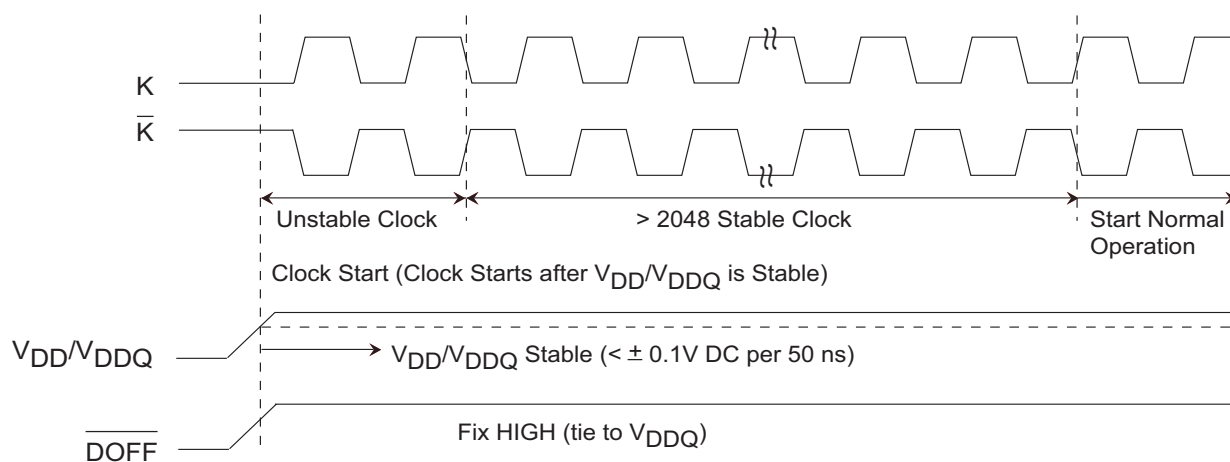 K
K̅
Unstable Clock
> 2048 Stable Clock
Start Normal
Operation
Clock Start (Clock Starts after VDD/VDDQ is Stable)
VDD/VDDQ
VDD/VDDQ Stable (< ± 0.1V DC per 50 ns)
Fix HIGH (tie to VDDQ)
D̅O̅F̅F̅